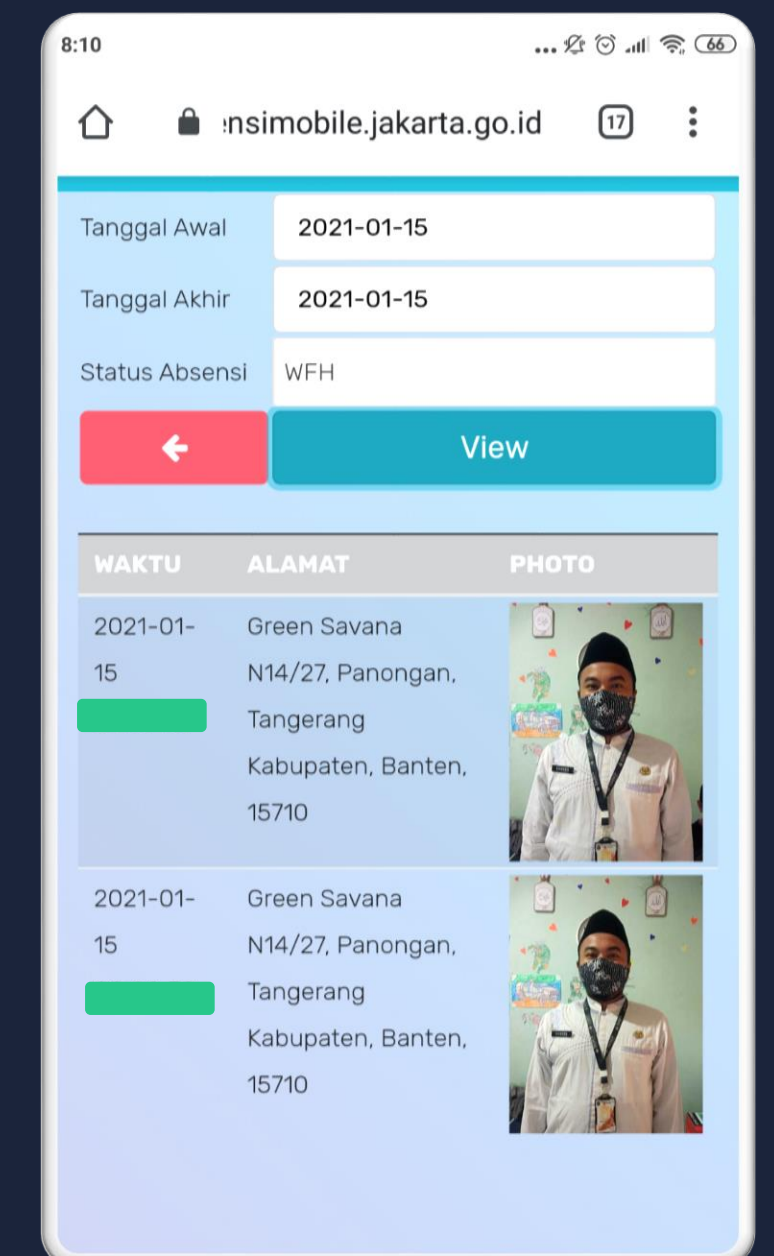 8:10
... 66
ensimobile.jakarta.go.id 17
Tanggal Awal 2021-01-15
Tanggal Akhir 2021-01-15
Status Absensi WFH
View
WAKTU ALAMAT PHOTO
2021-01-
15
Green Savana
N14/27, Panongan,
Tangerang
Kabupaten, Banten,
15710
2021-01-
15
Green Savana
N14/27, Panongan,
Tangerang
Kabupaten, Banten,
15710